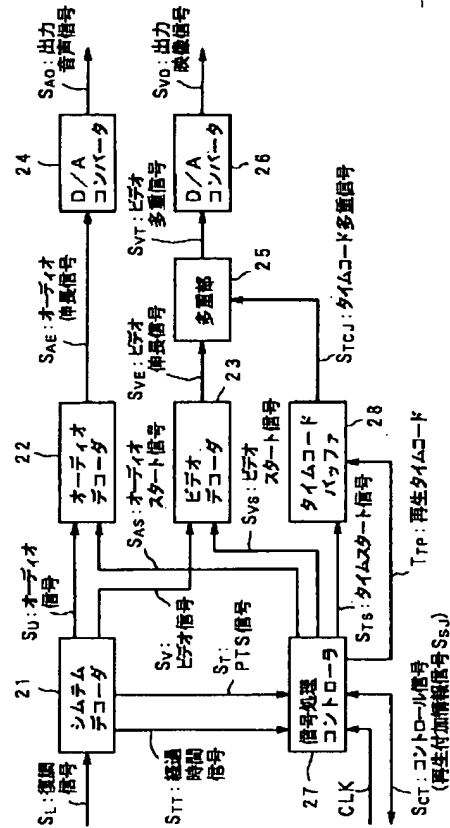 S_L:復調
信号
21
シムテム
デコーダ
S_U:オーディオ
信号
22
オーディオ
デコーダ
S_AE:オーディオ
伸長信号
24
D/A
コンバータ
S_AO:出力
音声信号
S_AS:オーディオ
スタート信号
S_V:
ビデオ信号
23
ビデオ
デコーダ
S_VE:ビデオ
伸長信号
25
多重部
S_VT:ビデオ
多重信号
26
D/A
コンバータ
S_VO:出力
映像信号
S_TT:経過
時間
信号
S_T:
PTS信号
S_VS:ビデオ
スタート信号
27
信号処理
コントローラ
S_TS:タイムスタート信号
28
タイムコード
バッファ
S_TCJ:タイムコード多重信号
T_TP:再生タイムコード
CLK
S_CT:コントロール信号
(再生付加情報信号S_SJ)